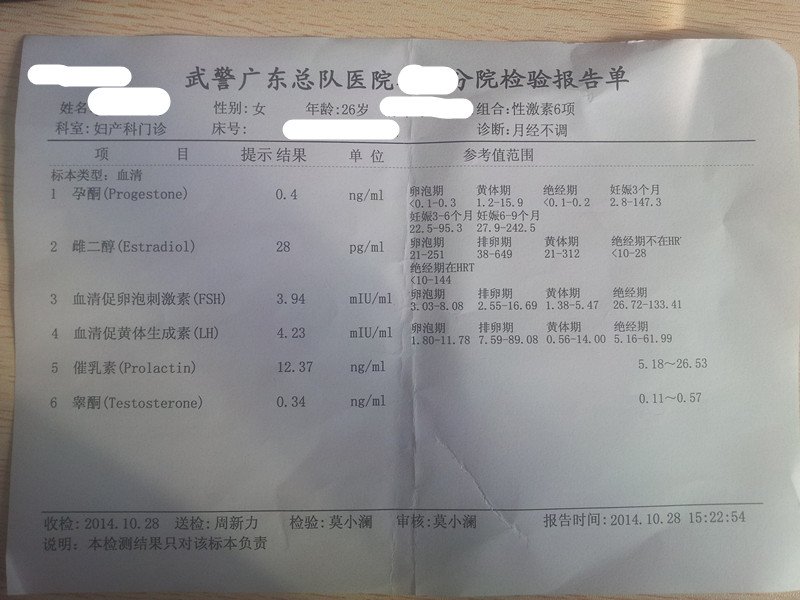 武警广东总队医院 分院检验报告单
姓名 性别:女 年龄:26岁 组合:性激素6项
科室:妇产科门诊 床号: 诊断:月经不调
项 目 提示 结果 单 位 参考值范围
标本类型: 血清
1 孕酮(Progestone) 0.4 ng/ml 卵泡期 黄体期 绝经期 妊娠3个月
<0.1-0.3 1.2-15.9 <0.1-0.2 2.8-147.3
妊娠3-6个月 妊娠6-9个月
22.5-95.3 27.9-242.5
2 雌二醇(Estradiol) 28 pg/ml 卵泡期 排卵期 黄体期 绝经期不在HR
21-251 38-649 21-312 <10-28
绝经期在HRT
<10-144
3 血清促卵泡刺激素(FSH) 3.94 mIU/ml 卵泡期 排卵期 黄体期 绝经期
3.03-8.08 2.55-16.69 1.38-5.47 26.72-133.41
4 血清促黄体生成素(LH) 4.23 mIU/ml 卵泡期 排卵期 黄体期 绝经期
1.80-11.78 7.59-89.08 0.56-14.00 5.16-61.99
5 催乳素(Prolactin) 12.37 ng/ml 5.18～26.53
6 睾酮(Testosterone) 0.34 ng/ml 0.11～0.57
收检: 2014.10.28 送检: 周新力 检验: 莫小澜 审核: 莫小澜 报告时间: 2014.10.28 15:22:54
说明: 本检测结果只对该标本负责